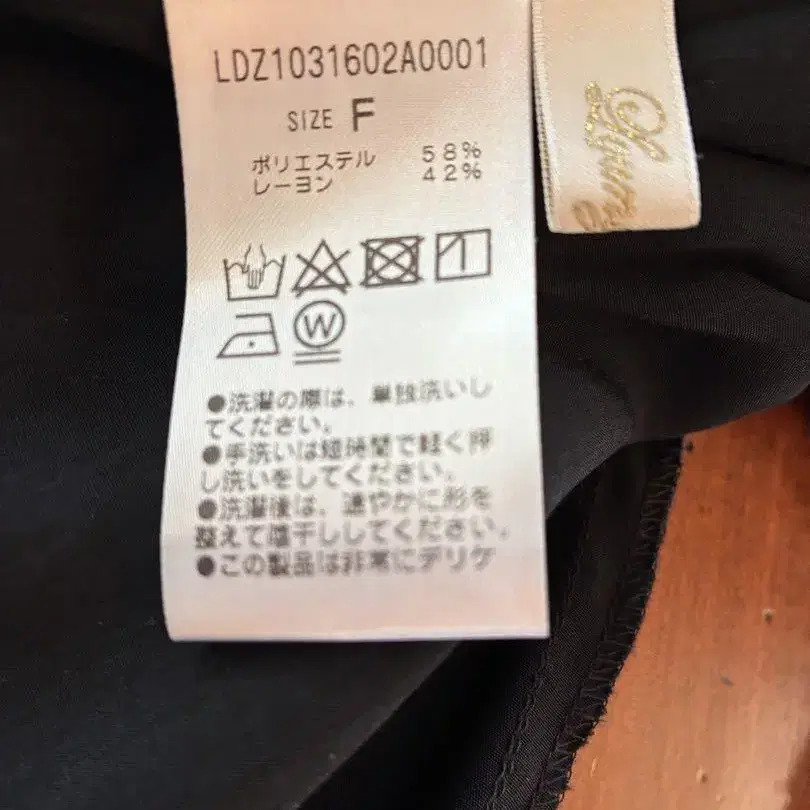 LDZ1031602A0001
SIZE F
ポリエステル 58%
レーヨン 42%
W
●洗濯の際は、単独洗いし
てください。
●手洗いは短時間で軽く押
し洗いをしてください。
●洗濯後は、速やかに形を
整えて陰干ししてください。
●この製品は非常にデリケ